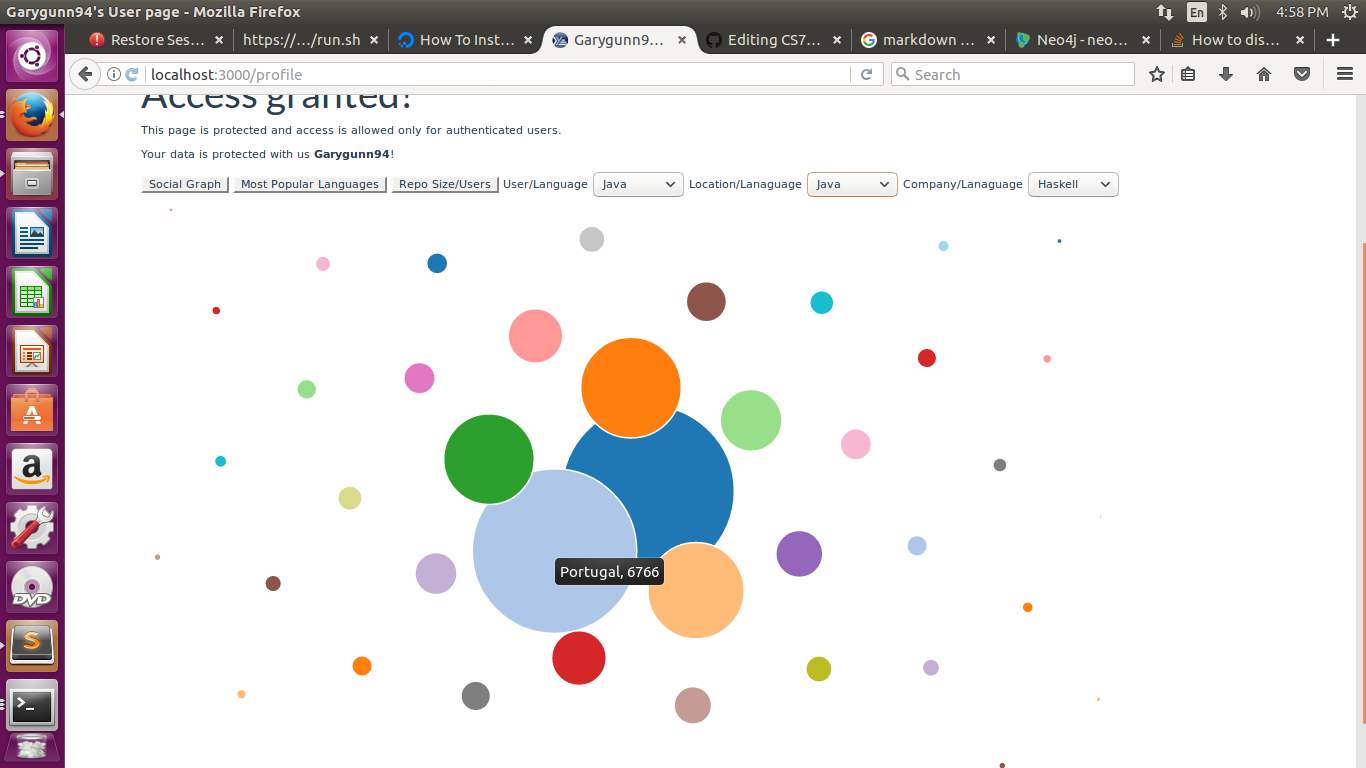 Garygunn94's User page - Mozilla Firefox
En
4:58 PM
Restore Ses...
https://.../run.sh
How To Inst...
Garygunn9...
Editing CS7...
markdown ...
Neo4j - neo...
How to dis...
localhost:3000/profile
Search
Access granted!
This page is protected and access is allowed only for authenticated users.
Your data is protected with us Garygunn94!
Social Graph
Most Popular Languages
Repo Size/Users
User/Language
Java
Location/Lanaguage
Java
Company/Lanaguage
Haskell
Portugal, 6766